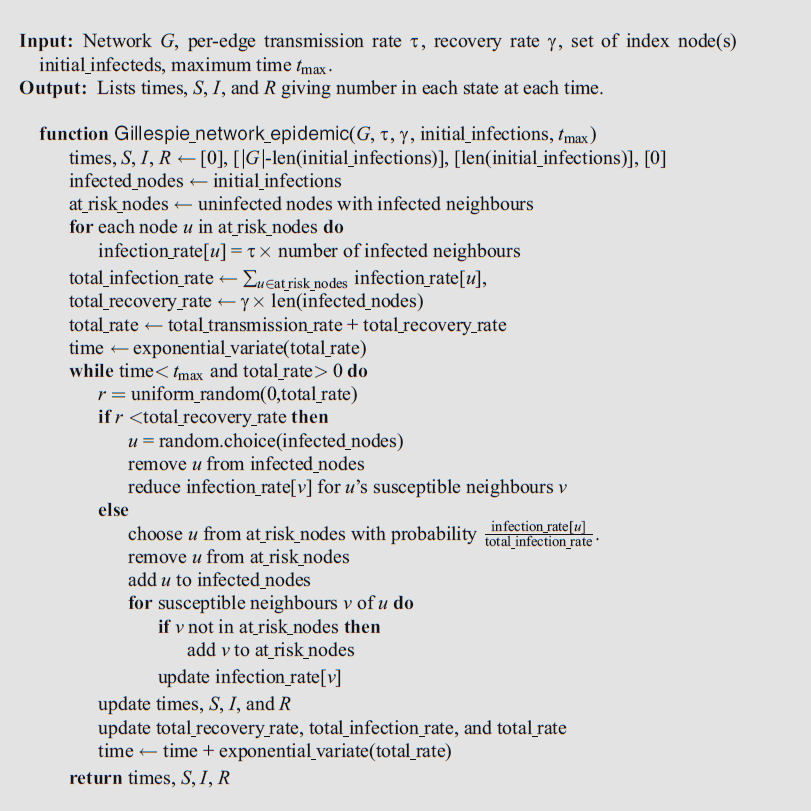 Input: Network G, per-edge transmission rate τ, recovery rate γ, set of index node(s)
initial_infecteds, maximum time tmax.
Output: Lists times, S, I, and R giving number in each state at each time.
function Gillespie_network_epidemic(G, τ, γ, initial_infections, tmax)
times, S, I, R ← [0], [|G|-len(initial_infections)], [len(initial_infections)], [0]
infected_nodes ← initial_infections
at_risk_nodes ← uninfected nodes with infected neighbours
for each node u in at_risk_nodes do
infection_rate[u] = τ × number of infected neighbours
total_infection_rate ← ∑u∈at_risk_nodes infection_rate[u],
total_recovery_rate ← γ × len(infected_nodes)
total_rate ← total_transmission_rate + total_recovery_rate
time ← exponential_variate(total_rate)
while time < tmax and total_rate > 0 do
r = uniform_random(0,total_rate)
if r <total_recovery_rate then
u = random.choice(infected_nodes)
remove u from infected_nodes
reduce infection_rate[v] for u's susceptible neighbours v
else
choose u from at_risk_nodes with probability infection_rate[u]/total_infection_rate.
remove u from at_risk_nodes
add u to infected_nodes
for susceptible neighbours v of u do
if v not in at_risk_nodes then
add v to at_risk_nodes
update infection_rate[v]
update times, S, I, and R
update total_recovery_rate, total_infection_rate, and total_rate
time ← time + exponential_variate(total_rate)
return times, S, I, R